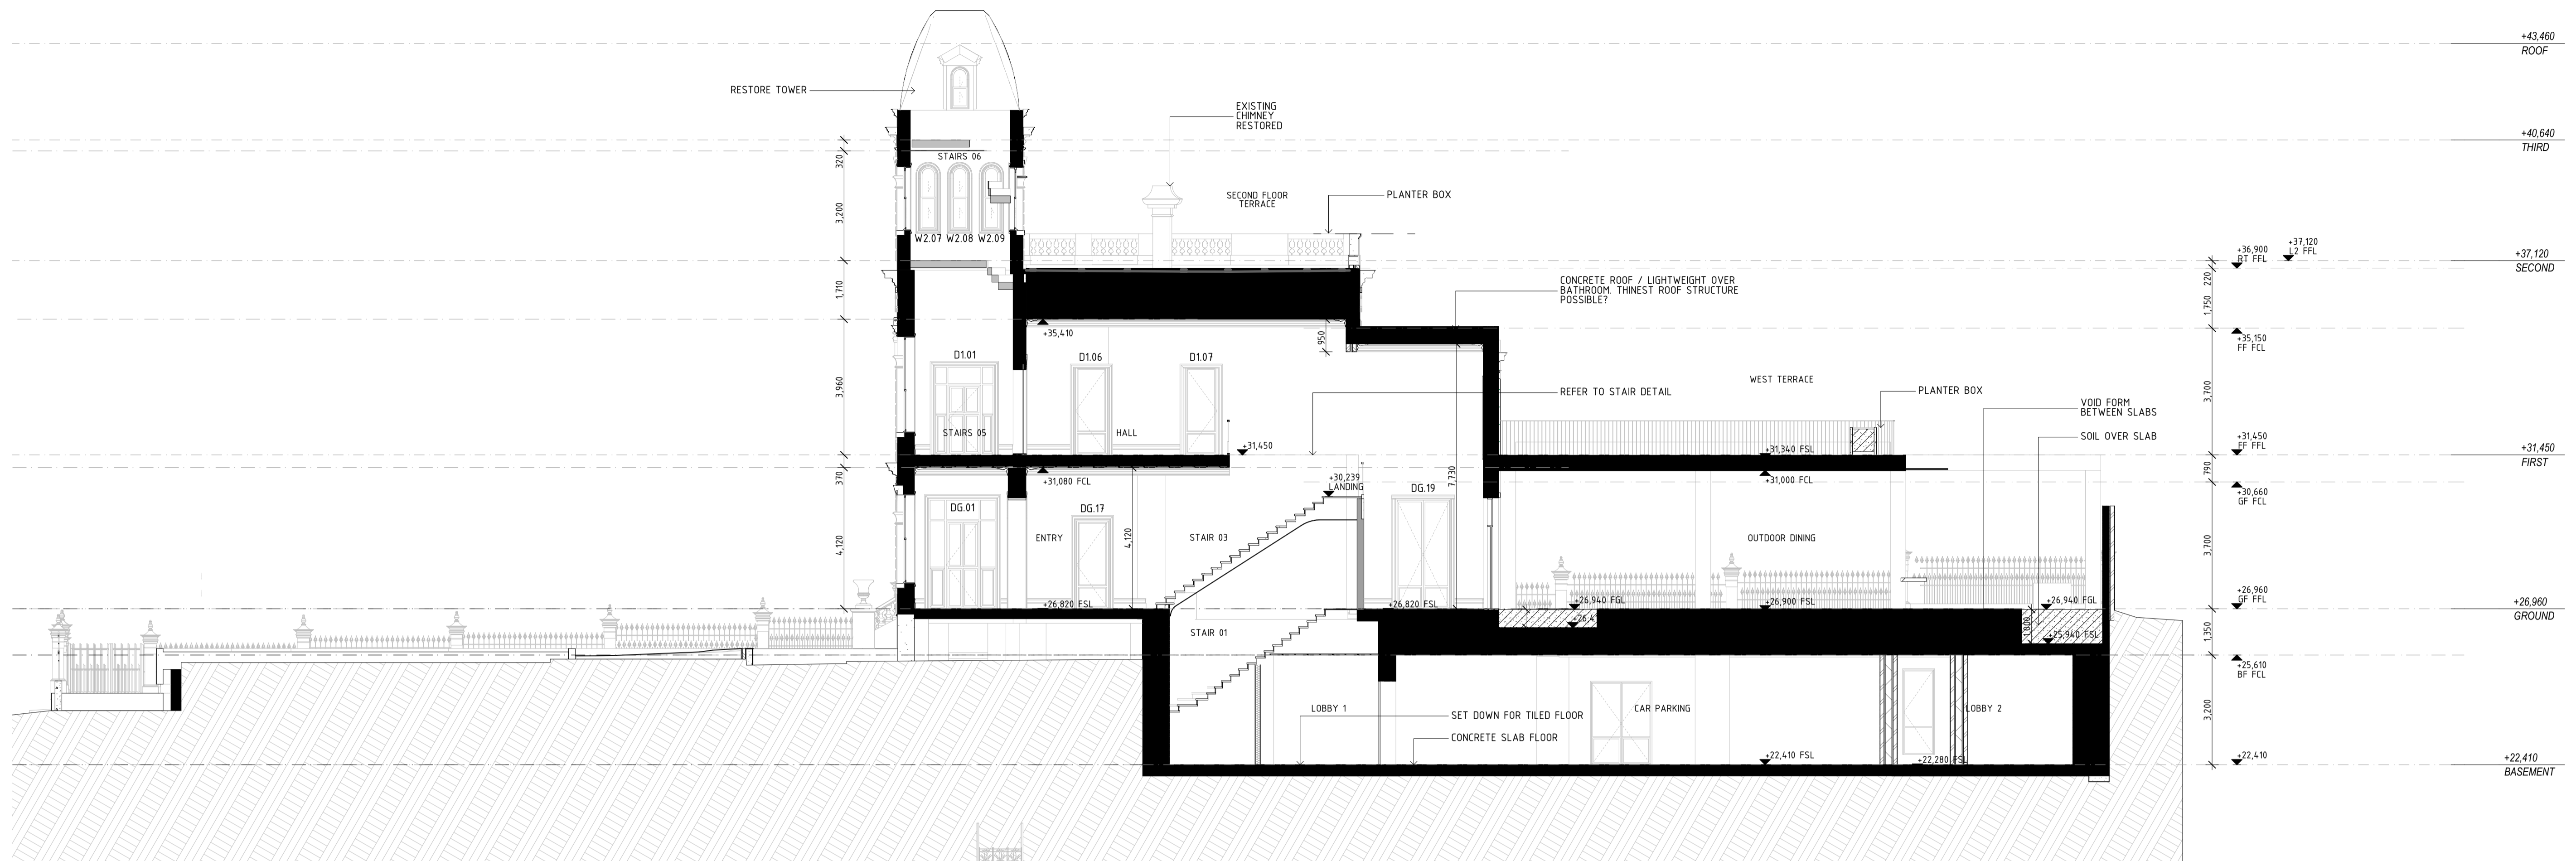 +43,460
ROOF
RESTORE TOWER
EXISTING
CHIMNEY
RESTORED
+40,640
THIRD
320
STAIRS 06
3,200
SECOND FLOOR
TERRACE
PLANTER BOX
W2.07 W2.08 W2.09
+36,900
RT FFL
+37,120
L2 FFL
+37,120
SECOND
220
1,710
CONCRETE ROOF / LIGHTWEIGHT OVER
BATHROOM. THINEST ROOF STRUCTURE
POSSIBLE?
1,750
+35,410
950
+35,150
FF FCL
D1.01
D1.06
D1.07
3,960
WEST TERRACE
REFER TO STAIR DETAIL
PLANTER BOX
3,700
VOID FORM
BETWEEN SLABS
STAIRS 05
HALL
SOIL OVER SLAB
+31,450
+31,340 FSL
+31,450
FF FFL
+31,450
FIRST
370
+31,080 FCL
+31,000 FCL
790
7,730
+30,239
LANDING
+30,660
GF FCL
DG.01
DG.17
DG.19
4,120
ENTRY
4,120
STAIR 03
OUTDOOR DINING
3,700
+26,820 FSL
+26,820 FSL
+26,940 FGL
+26,900 FSL
+26,940 FGL
+26,960
GF FFL
+26,960
GROUND
+26,4
1,800
STAIR 01
+25,940 FSL
1,350
+25,610
BF FCL
LOBBY 1
CAR PARKING
LOBBY 2
3,200
SET DOWN FOR TILED FLOOR
CONCRETE SLAB FLOOR
+22,410 FSL
+22,280 FSL
+22,410
+22,410
BASEMENT